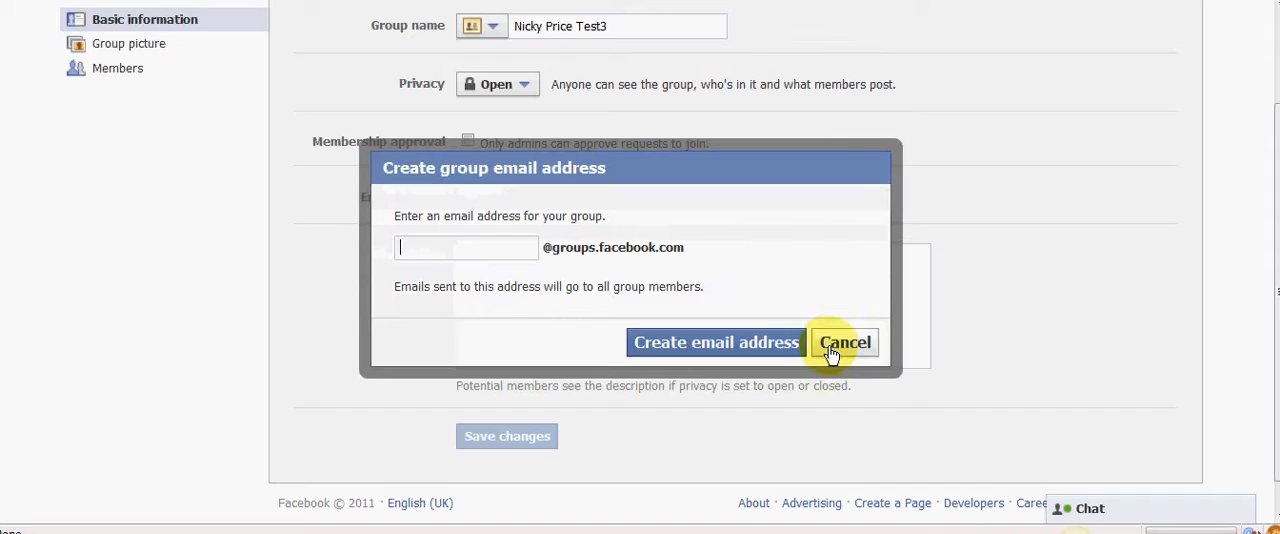 Basic information
Group picture
Members
Group name
Nicky Price Test3
Privacy
Open
Anyone can see the group, who's in it and what members post.
Membership approval
Only admins can approve requests to join.
Create group email address
Enter an email address for your group.
@groups.facebook.com
Emails sent to this address will go to all group members.
Create email address
Cancel
Potential members see the description if privacy is set to open or closed.
Save changes
Facebook © 2011 · English (UK)
About · Advertising · Create a Page · Developers ·
Chat